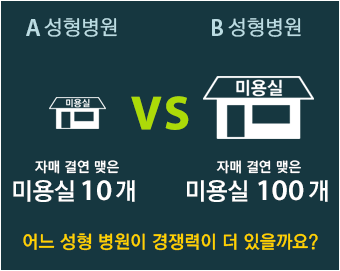 A 성형병원 B 성형병원
미용실 VS 미용실
자매 결연 맺은 자매 결연 맺은
미용실 10개 미용실 100개
어느 성형 병원이 경쟁력이 더 있을까요?